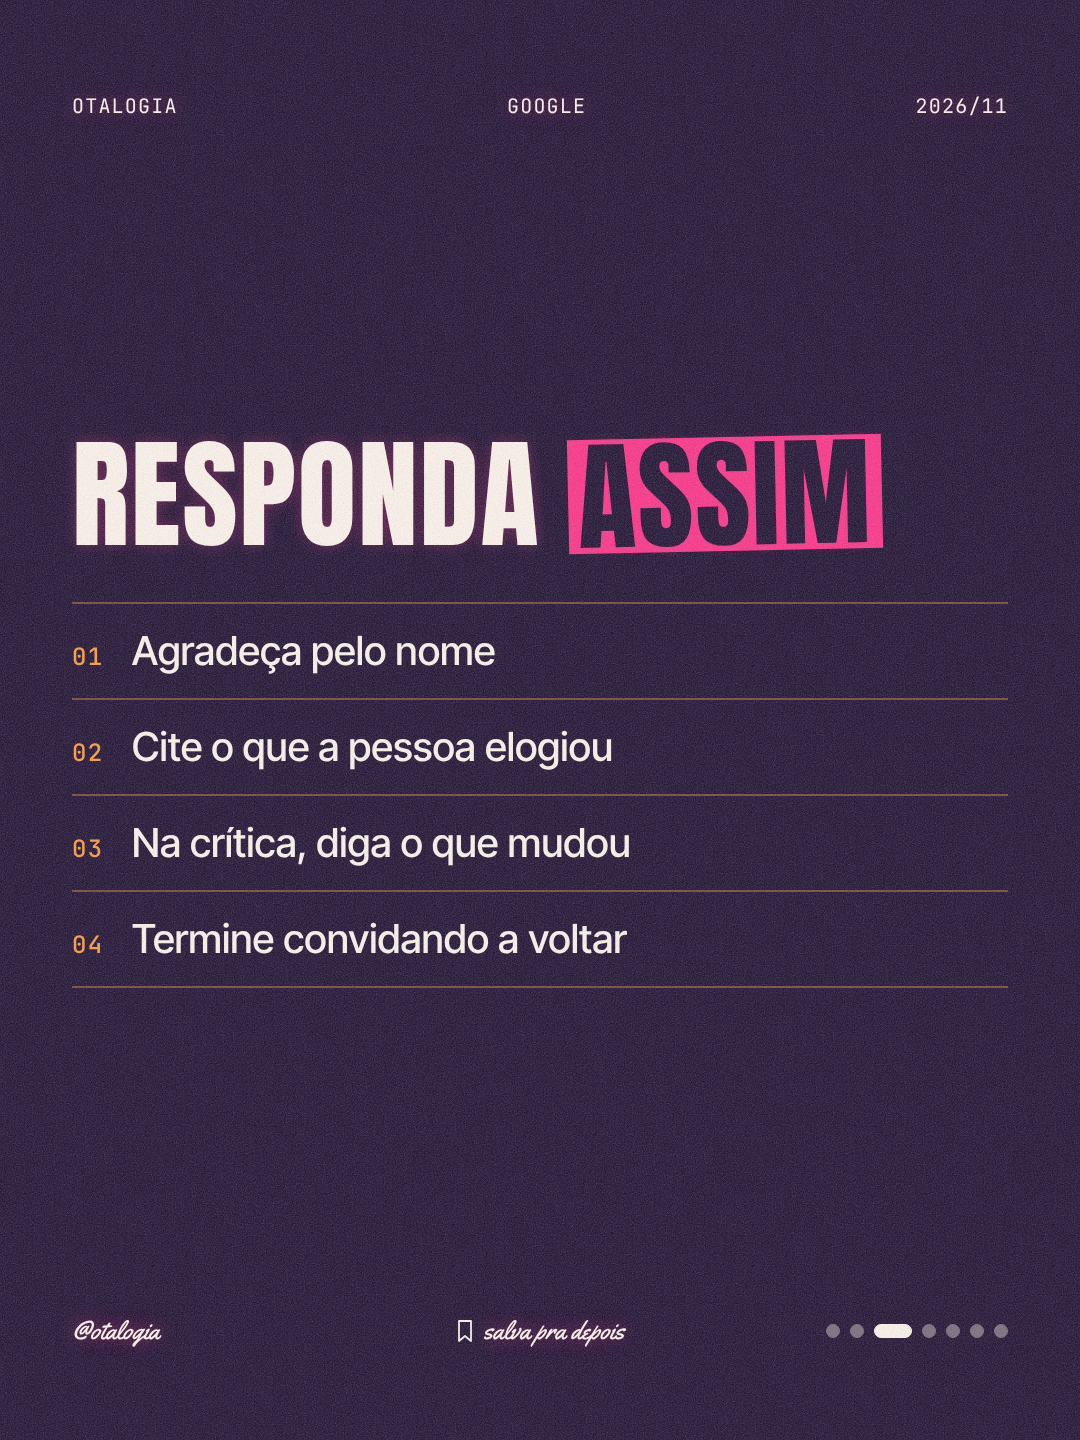 OTALOGIA GOOGLE 2026/11
RESPONDA ASSIM
01 Agradeça pelo nome
02 Cite o que a pessoa elogiou
03 Na crítica, diga o que mudou
04 Termine convidando a voltar
@otalogia salva pra depois